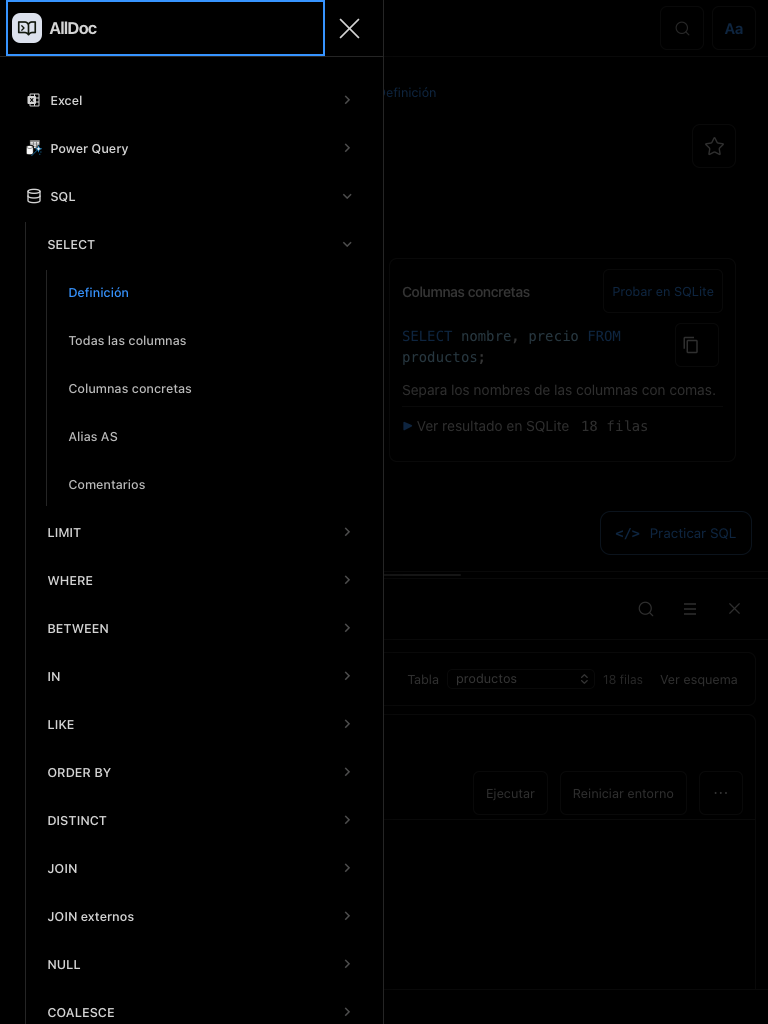 AllDoc
Aa
Excel
Power Query
SQL
SELECT
Definición
Todas las columnas
Columnas concretas
Alias AS
Comentarios
LIMIT
WHERE
BETWEEN
IN
LIKE
ORDER BY
DISTINCT
JOIN
JOIN externos
NULL
COALESCE
efinición
Columnas concretas
Probar en SQLite
SELECT nombre, precio FROM
productos;
Separa los nombres de las columnas con comas.
Ver resultado en SQLite 18 filas
</> Practicar SQL
Tabla productos 18 filas Ver esquema
Ejecutar Reiniciar entorno ...